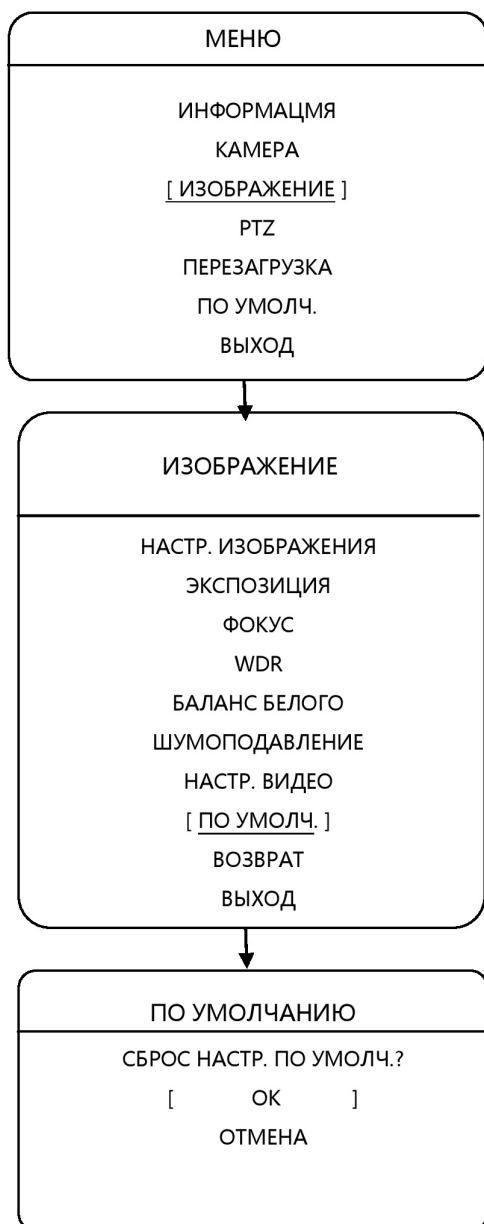 МЕНЮ
ИНФОРМАЦМЯ
КАМЕРА
[ ИЗОБРАЖЕНИЕ ]
PTZ
ПЕРЕЗАГРУЗКА
ПО УМОЛЧ.
ВЫХОД
ИЗОБРАЖЕНИЕ
НАСТР. ИЗОБРАЖЕНИЯ
ЭКСПОЗИЦИЯ
ФОКУС
WDR
БАЛАНС БЕЛОГО
ШУМОПОДАВЛЕНИЕ
НАСТР. ВИДЕО
[ ПО УМОЛЧ. ]
ВОЗВРАТ
ВЫХОД
ПО УМОЛЧАНИЮ
СБРОС НАСТР. ПО УМОЛЧ.?
[ ОК ]
ОТМЕНА